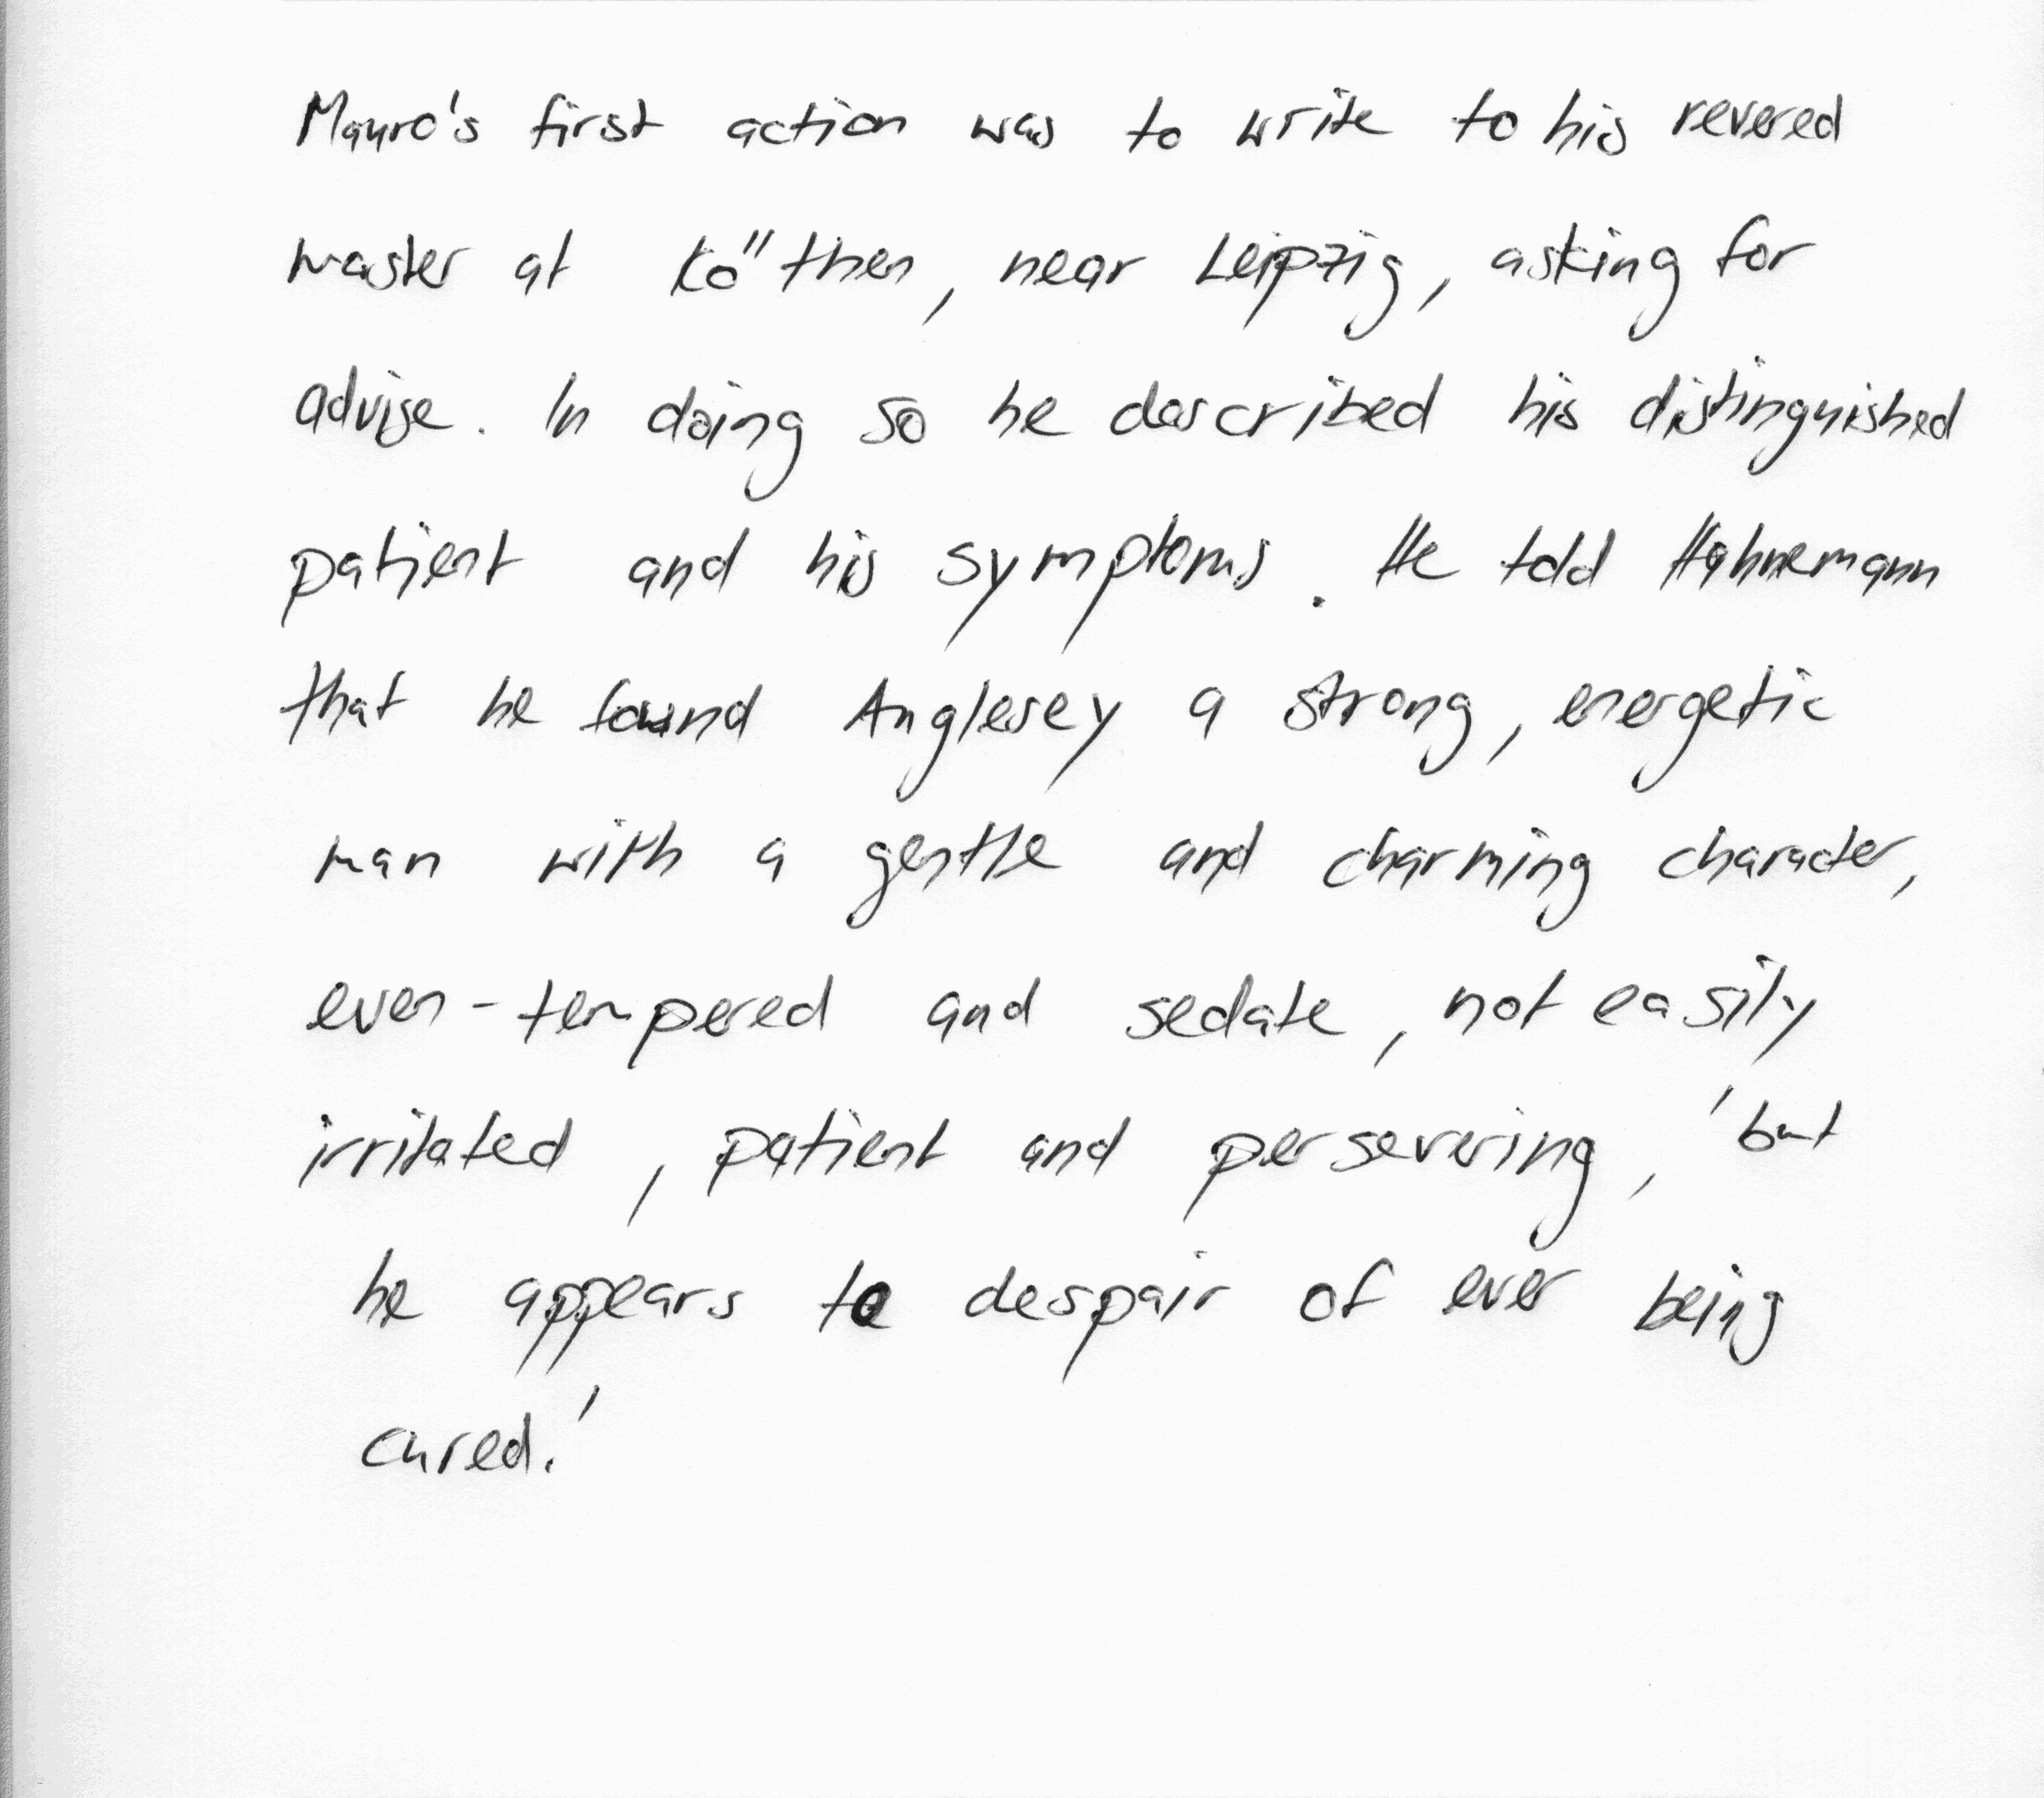 Mauro's first action was to write to his revered
master at Kö"then, near Leipzig, asking for
advise. In doing so he described his distinguished
patient and his symptoms. He told Hahnemann
that he found Anglesey a strong, energetic
man with a gentle and charming character,
even-tempered and sedate, not easily
irritated, patient and persevering, 'but
he appears to despair of ever being
cured.'